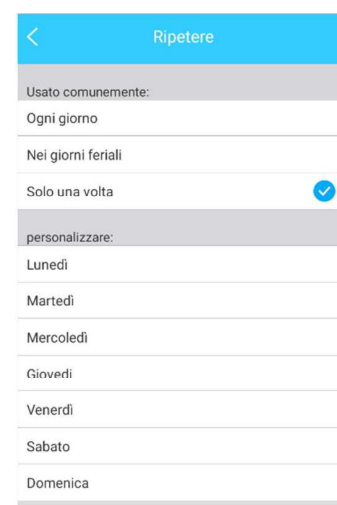 Ripetere
Usato comunemente:
Ogni giorno
Nei giorni feriali
Solo una volta
personalizzare:
Lunedì
Martedì
Mercoledì
Giovedì
Venerdì
Sabato
Domenica